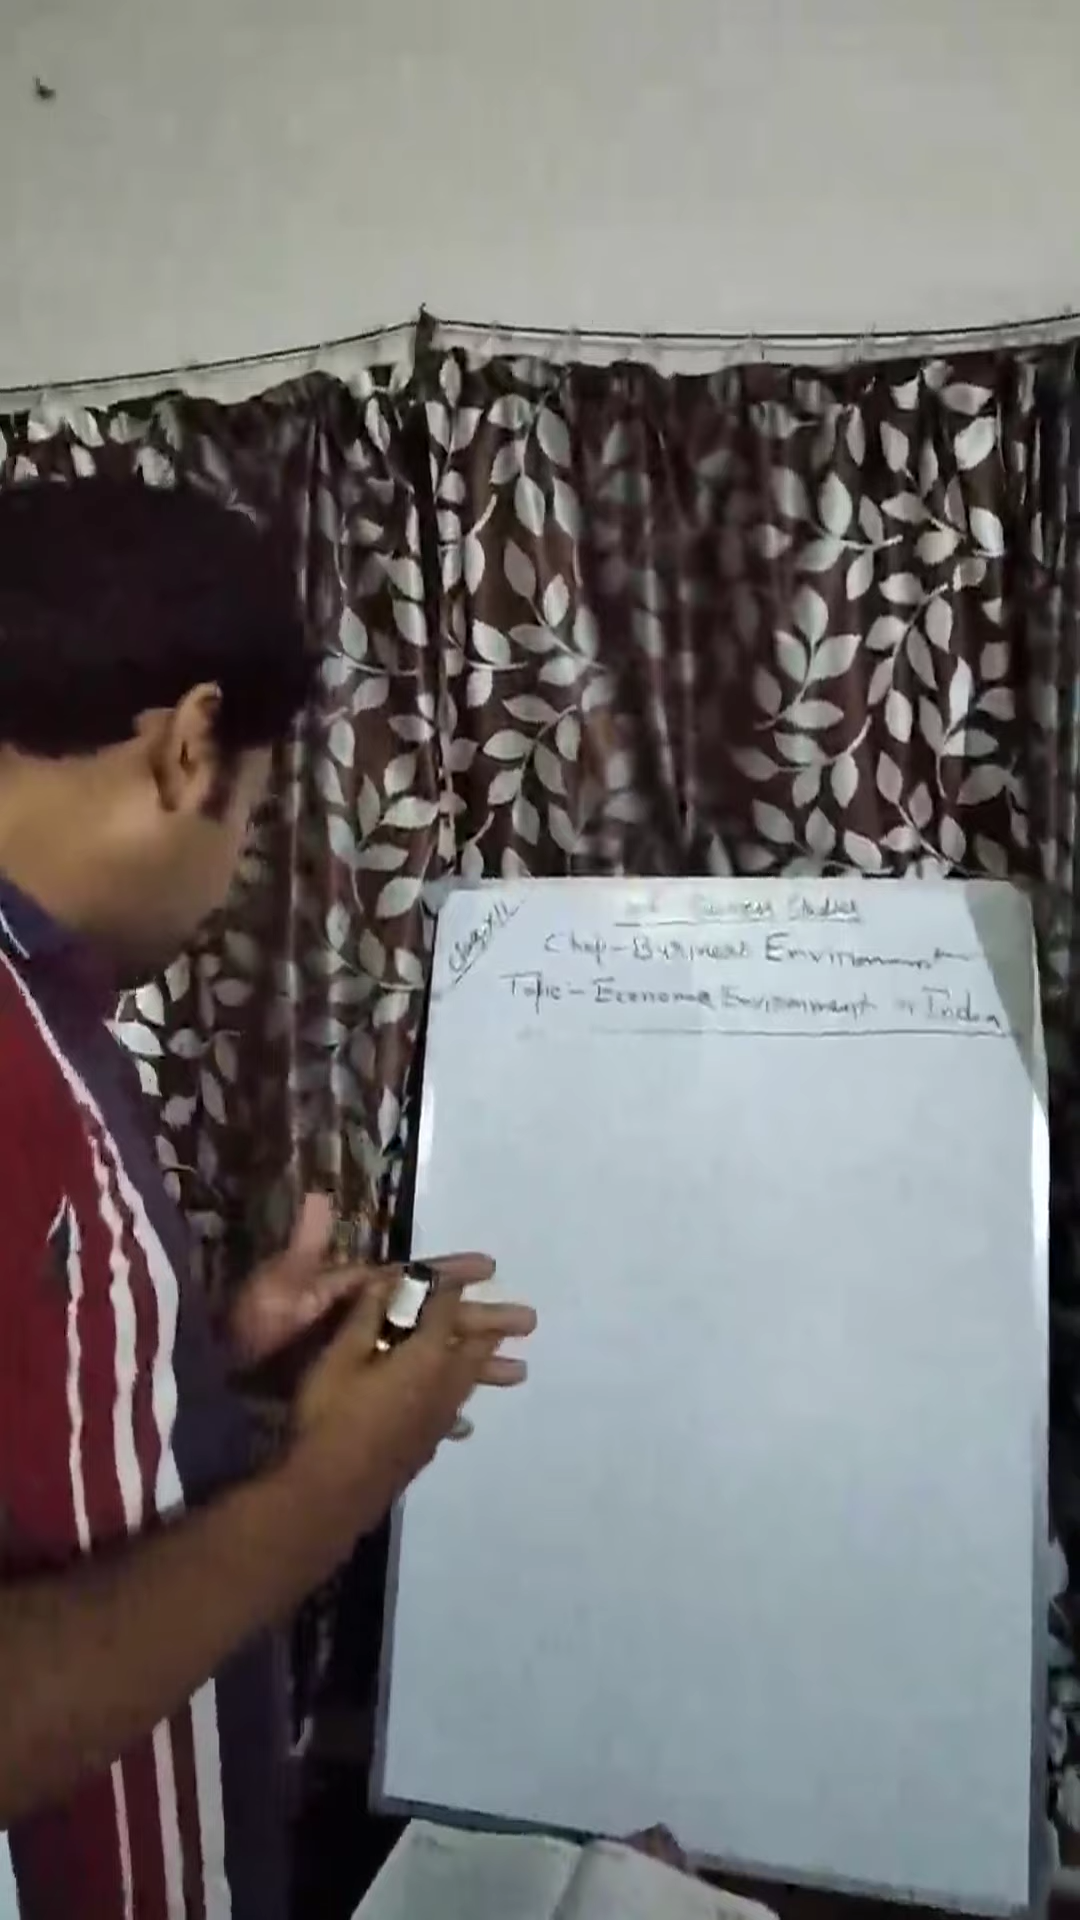 Class XII
Business Studies
Chap-Business Environment
Topic:- Economic Environment in India